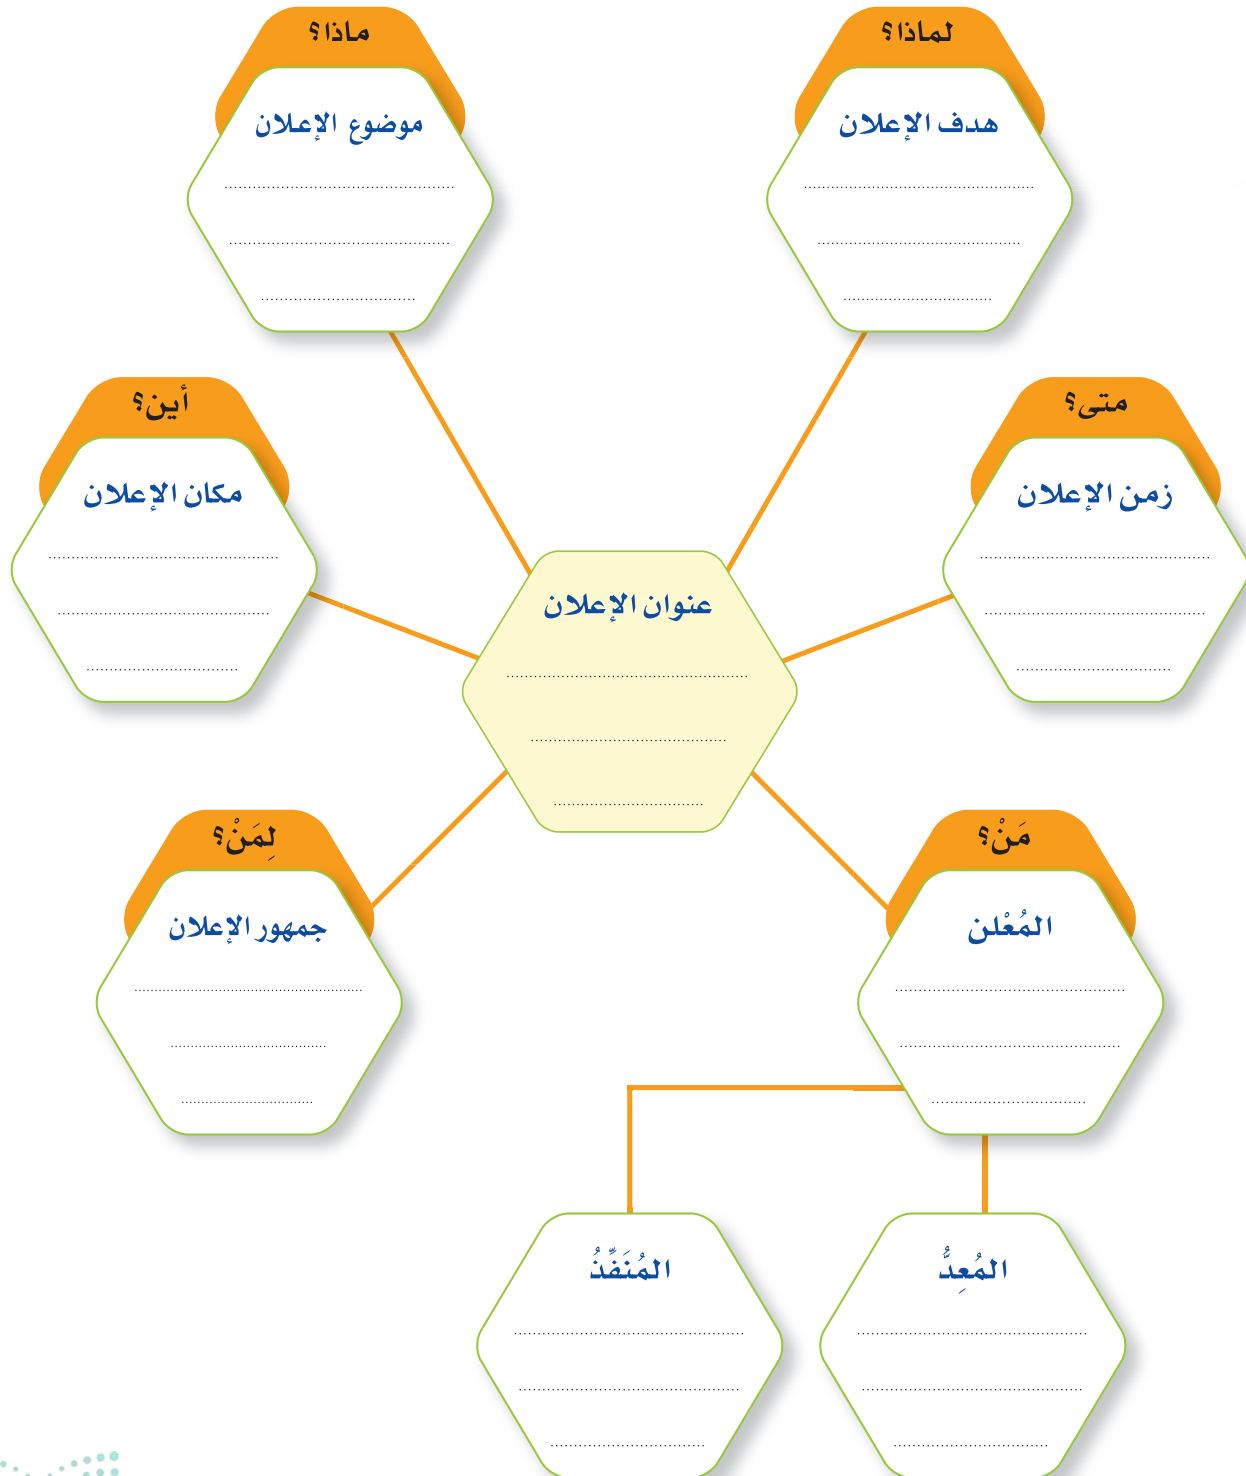 لماذا؟
هدف الإعلان
ماذا؟
موضوع الإعلان
متى؟
زمن الإعلان
أين؟
مكان الإعلان
عنوان الإعلان
مَنْ؟
المُعْلن
لِمَنْ؟
جمهور الإعلان
المُعِدُّ
المُنَفِّذُ